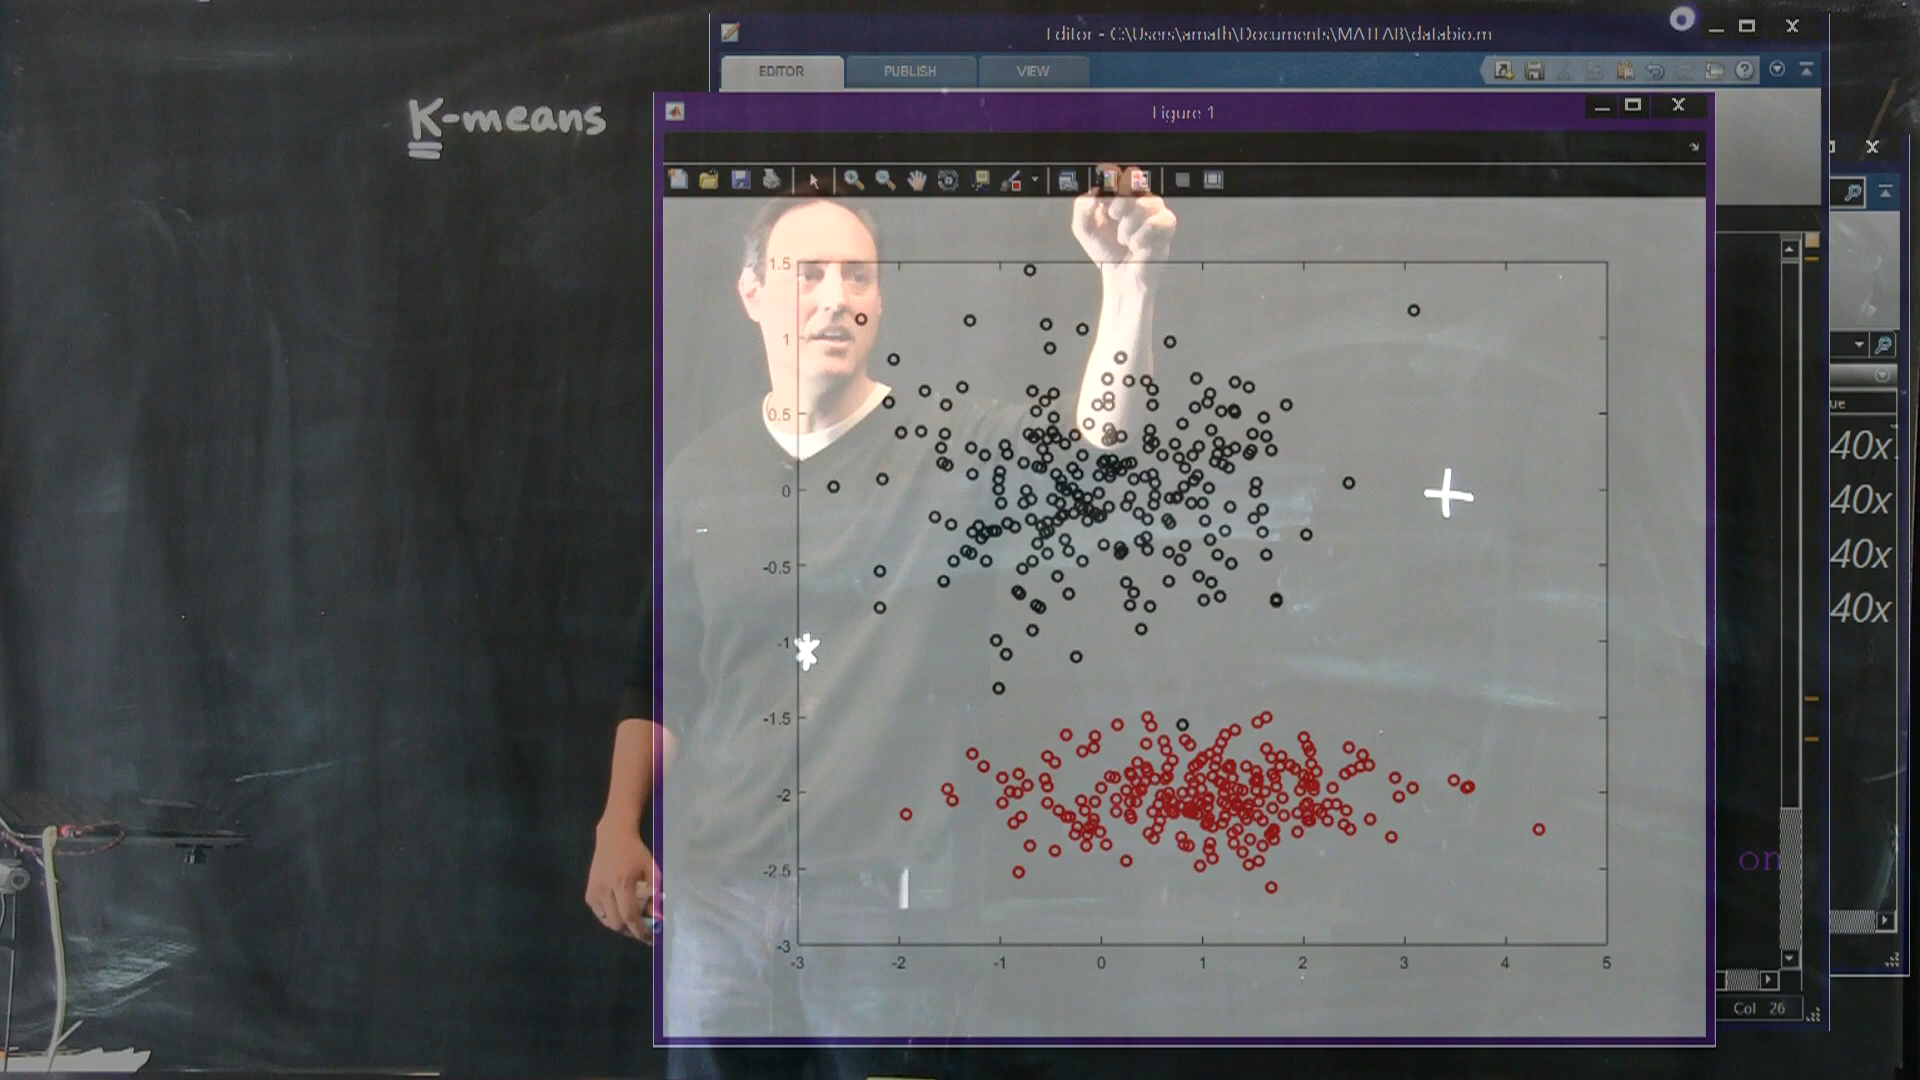 Editor - C:\Users\amath\Documents\MATLAB\databio.m
EDITOR PUBLISH VIEW
K-means
Figure 1
1.5
1
0.5
0
-0.5
-1
-1.5
-2
-2.5
-3
-3 -2 -1 0 1 2 3 4 5
ue
40x
40x
40x
40x
on
Col 26